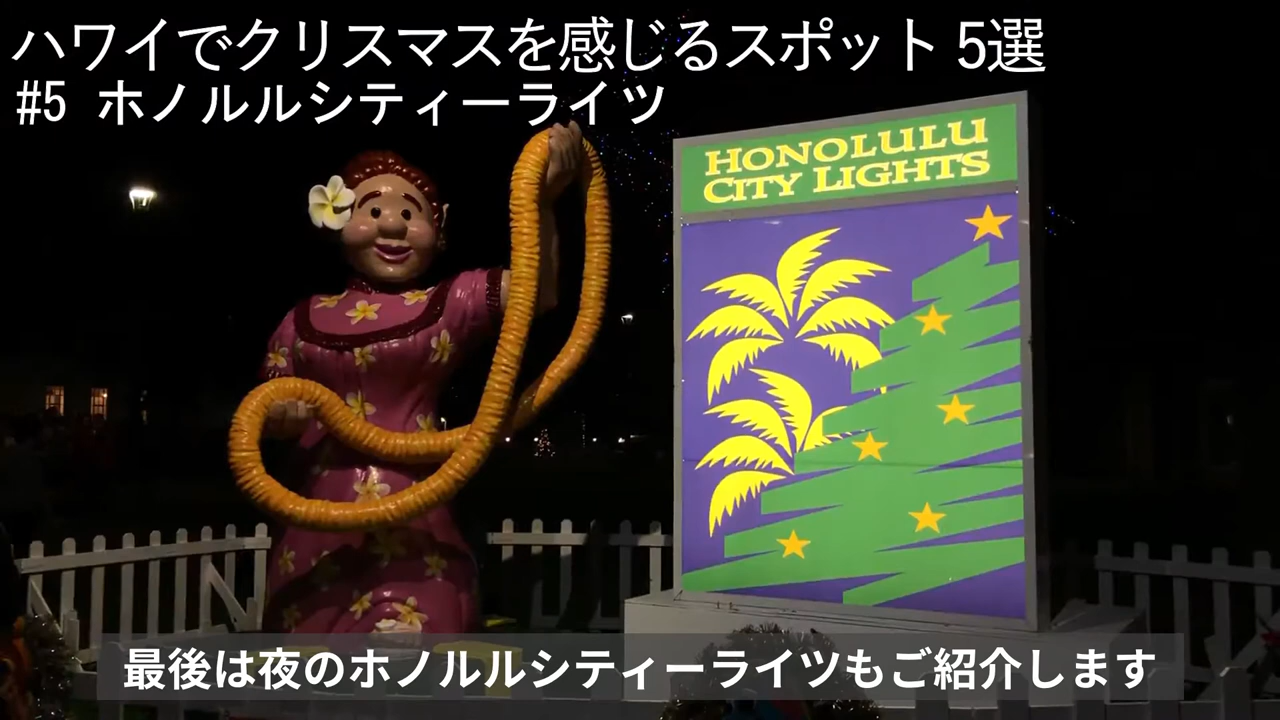 ハワイでクリスマスを感じるスポット 5選
#5 ホノルルシティーライツ
HONOLULU
CITY LIGHTS
最後は夜のホノルルシティーライツもご紹介します